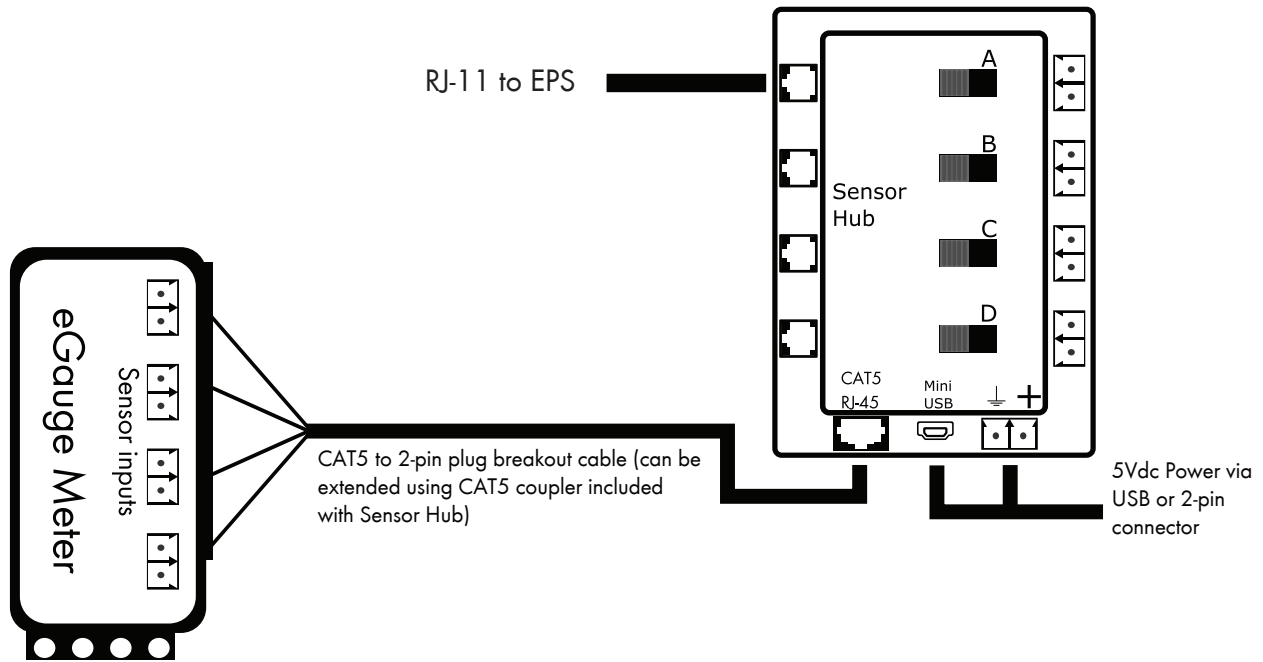 RJ-11 to EPS
A
B
Sensor
Hub
C
D
CAT5
RJ-45
Mini
USB
+
eGauge Meter
Sensor inputs
CAT5 to 2-pin plug breakout cable (can be
extended using CAT5 coupler included
with Sensor Hub)
5Vdc Power via
USB or 2-pin
connector